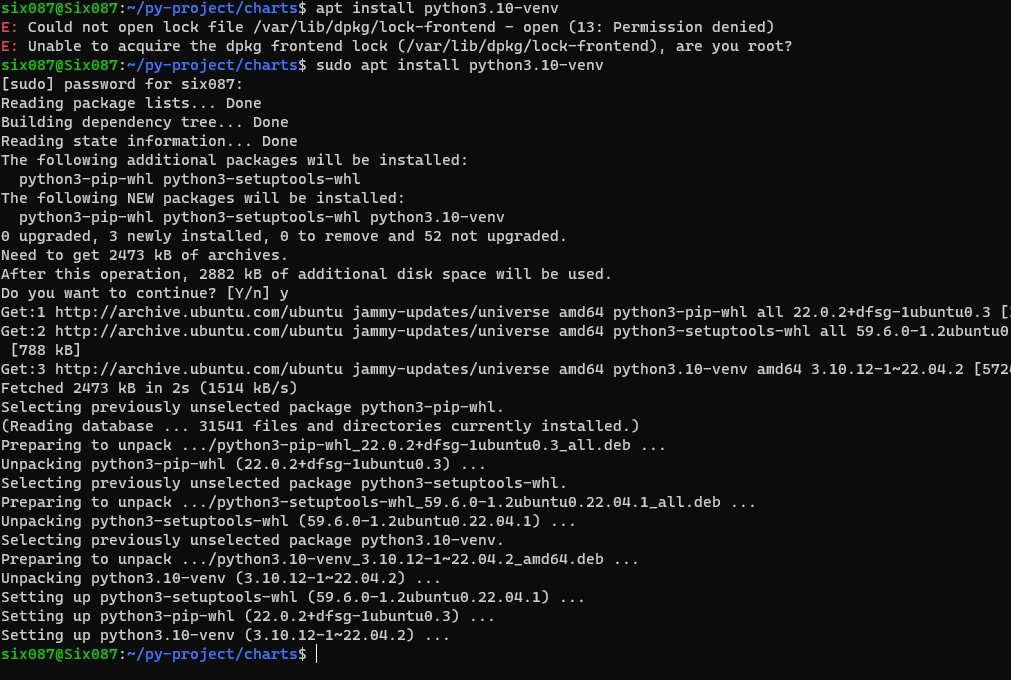 six087@Six087:~/py-project/charts$ apt install python3.10-venv
E: Could not open lock file /var/lib/dpkg/lock-frontend - open (13: Permission denied)
E: Unable to acquire the dpkg frontend lock (/var/lib/dpkg/lock-frontend), are you root?
six087@Six087:~/py-project/charts$ sudo apt install python3.10-venv
[sudo] password for six087:
Reading package lists... Done
Building dependency tree... Done
Reading state information... Done
The following additional packages will be installed:
  python3-pip-whl python3-setuptools-whl
The following NEW packages will be installed:
  python3-pip-whl python3-setuptools-whl python3.10-venv
0 upgraded, 3 newly installed, 0 to remove and 52 not upgraded.
Need to get 2473 kB of archives.
After this operation, 2882 kB of additional disk space will be used.
Do you want to continue? [Y/n] y
Get:1 http://archive.ubuntu.com/ubuntu jammy-updates/universe amd64 python3-pip-whl all 22.0.2+dfsg-1ubuntu0.3 [
Get:2 http://archive.ubuntu.com/ubuntu jammy-updates/universe amd64 python3-setuptools-whl all 59.6.0-1.2ubuntu0
 [788 kB]
Get:3 http://archive.ubuntu.com/ubuntu jammy-updates/universe amd64 python3.10-venv amd64 3.10.12-1~22.04.2 [572
Fetched 2473 kB in 2s (1514 kB/s)
Selecting previously unselected package python3-pip-whl.
(Reading database ... 31541 files and directories currently installed.)
Preparing to unpack .../python3-pip-whl_22.0.2+dfsg-1ubuntu0.3_all.deb ...
Unpacking python3-pip-whl (22.0.2+dfsg-1ubuntu0.3) ...
Selecting previously unselected package python3-setuptools-whl.
Preparing to unpack .../python3-setuptools-whl_59.6.0-1.2ubuntu0.22.04.1_all.deb ...
Unpacking python3-setuptools-whl (59.6.0-1.2ubuntu0.22.04.1) ...
Selecting previously unselected package python3.10-venv.
Preparing to unpack .../python3.10-venv_3.10.12-1~22.04.2_amd64.deb ...
Unpacking python3.10-venv (3.10.12-1~22.04.2) ...
Setting up python3-setuptools-whl (59.6.0-1.2ubuntu0.22.04.1) ...
Setting up python3-pip-whl (22.0.2+dfsg-1ubuntu0.3) ...
Setting up python3.10-venv (3.10.12-1~22.04.2) ...
six087@Six087:~/py-project/charts$